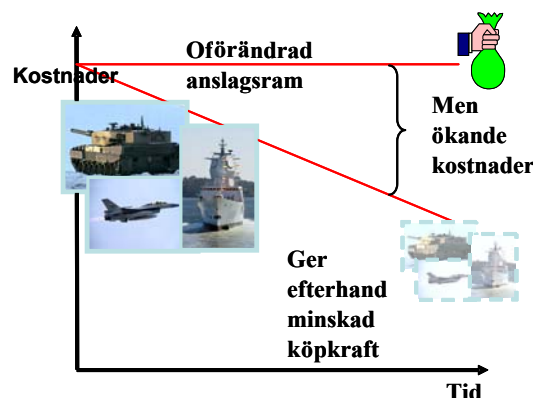 Oförändrad
anslagsram
Kostnader
Men
ökande
kostnader
Ger
efterhand
minskad
köpkraft
Tid